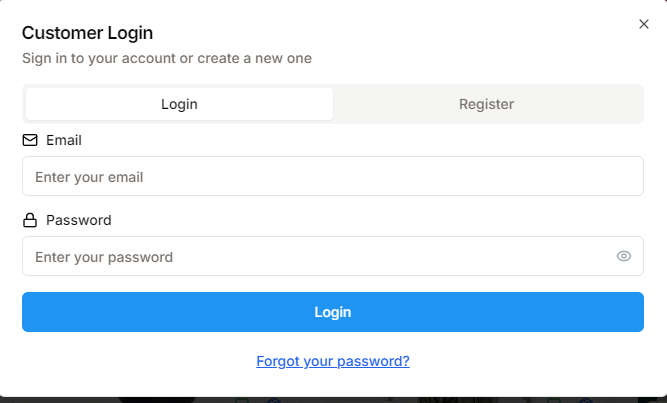 Customer Login
Sign in to your account or create a new one
Login
Register
Email
Enter your email
Password
Enter your password
Login
Forgot your password?